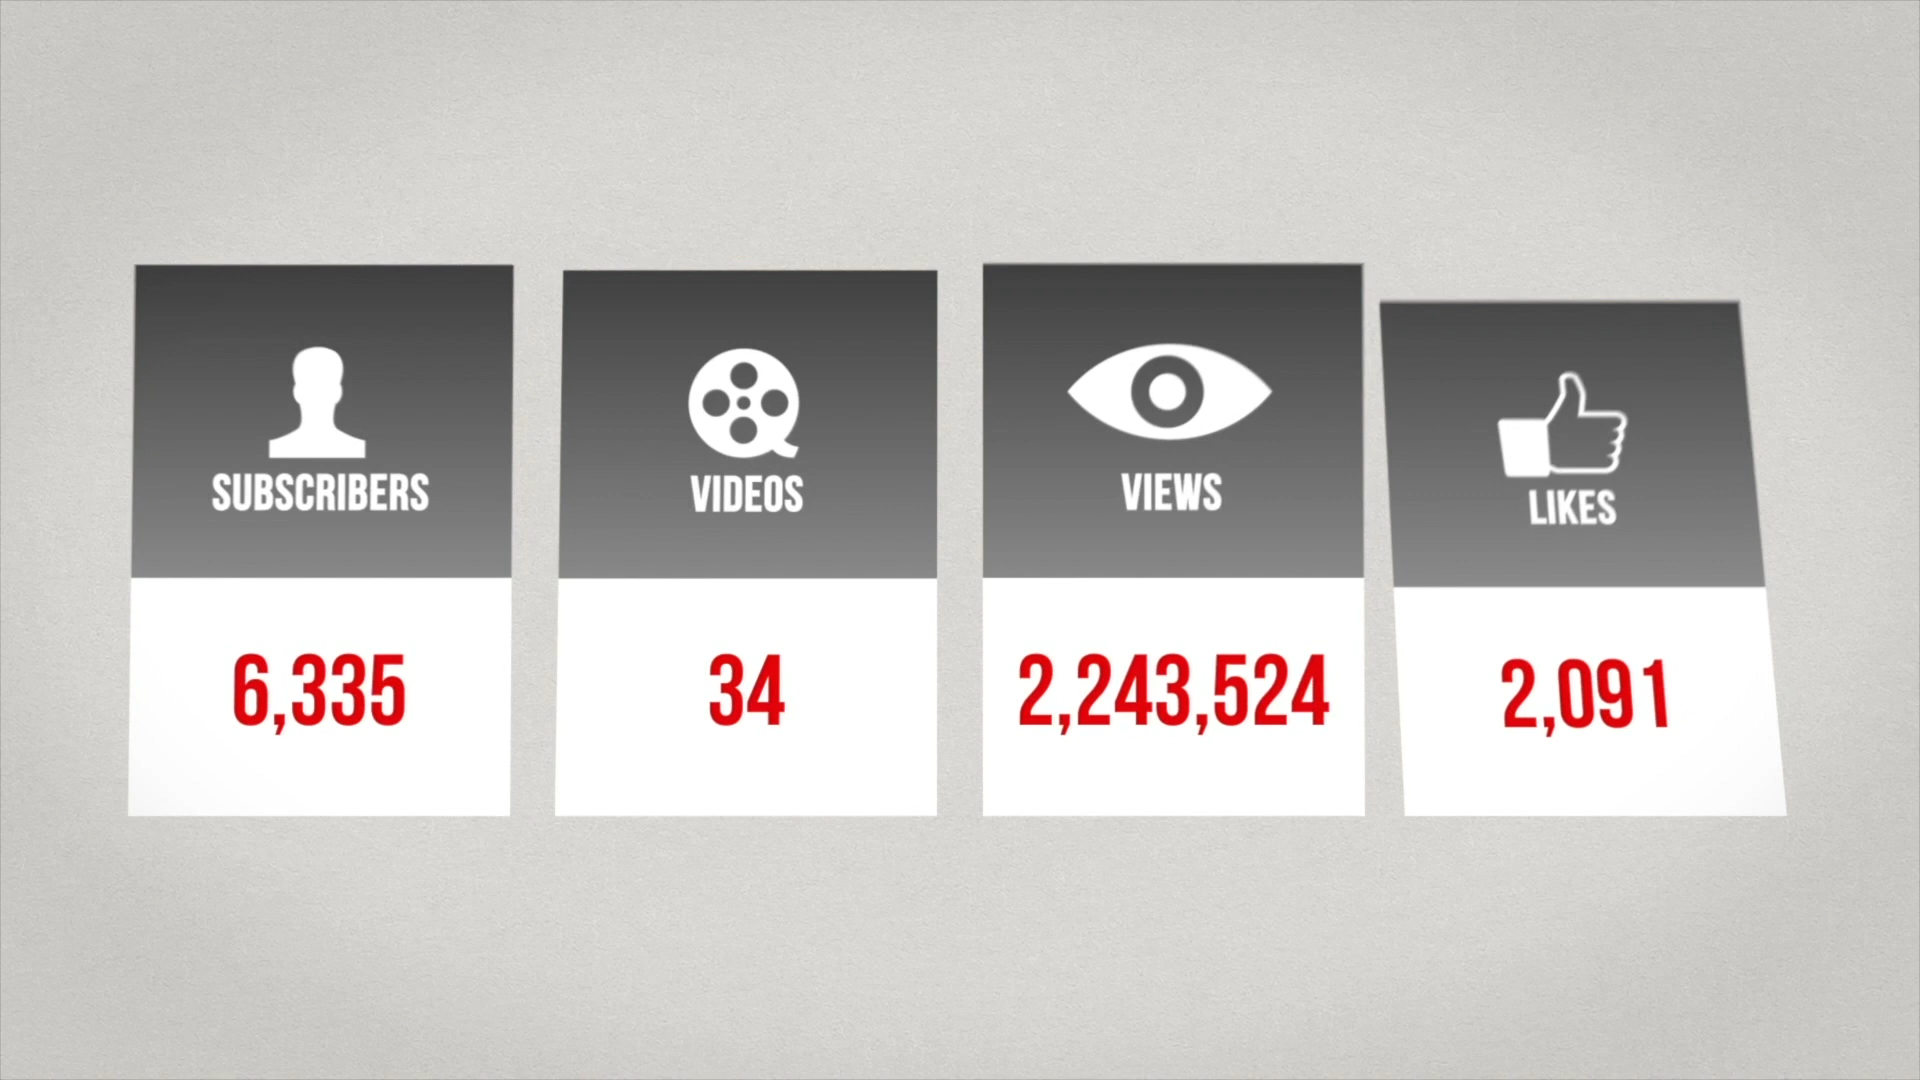 SUBSCRIBERS
6,335
VIDEOS
34
VIEWS
2,243,524
LIKES
2,091